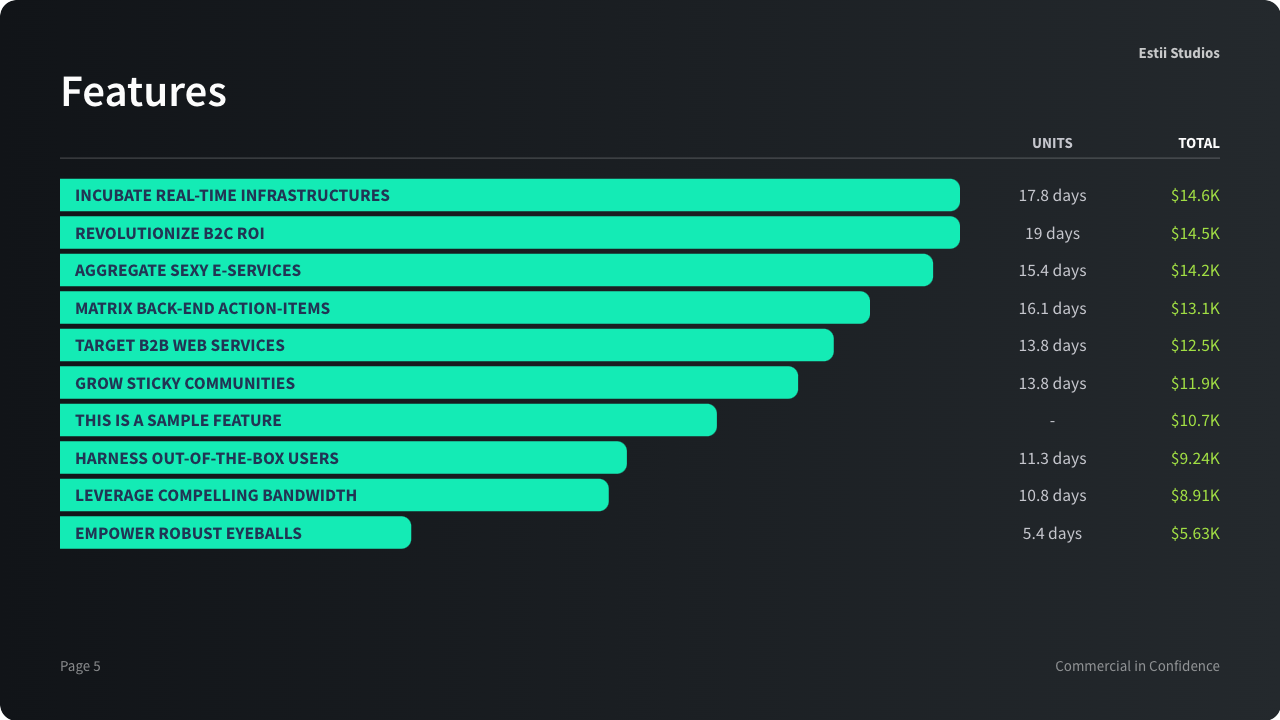 Estii Studios
Features
UNITS TOTAL
INCUBATE REAL-TIME INFRASTRUCTURES 17.8 days $14.6K
REVOLUTIONIZE B2C ROI 19 days $14.5K
AGGREGATE SEXY E-SERVICES 15.4 days $14.2K
MATRIX BACK-END ACTION-ITEMS 16.1 days $13.1K
TARGET B2B WEB SERVICES 13.8 days $12.5K
GROW STICKY COMMUNITIES 13.8 days $11.9K
THIS IS A SAMPLE FEATURE - $10.7K
HARNESS OUT-OF-THE-BOX USERS 11.3 days $9.24K
LEVERAGE COMPELLING BANDWIDTH 10.8 days $8.91K
EMPOWER ROBUST EYEBALLS 5.4 days $5.63K
Page 5 Commercial in Confidence